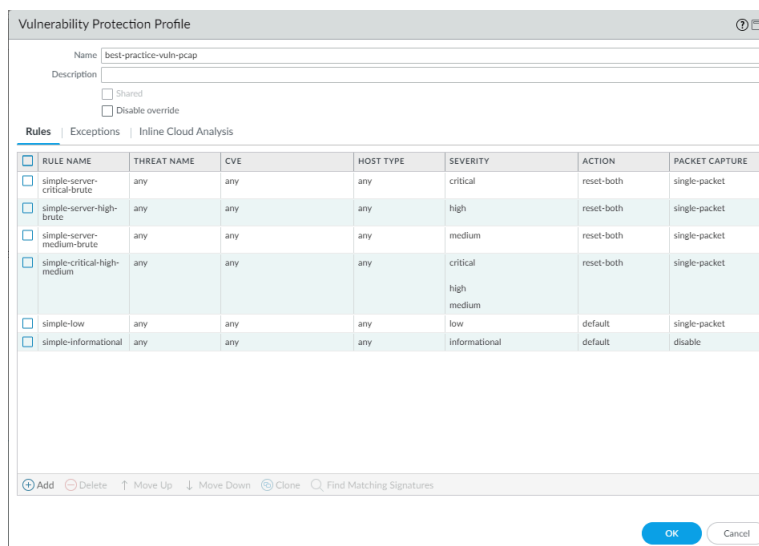 Vulnerability Protection Profile
Name best-practice-vuln-pcap
Description
Shared
Disable override
Rules | Exceptions | Inline Cloud Analysis
RULE NAME THREAT NAME CVE HOST TYPE SEVERITY ACTION PACKET CAPTURE
simple-server-critical-brute any any any critical reset-both single-packet
simple-server-high-brute any any any high reset-both single-packet
simple-server-medium-brute any any any medium reset-both single-packet
simple-critical-high-medium any any any critical reset-both single-packet
high
medium
simple-low any any any low default single-packet
simple-informational any any any informational default disable
Add Delete Move Up Move Down Clone Find Matching Signatures
OK Cancel